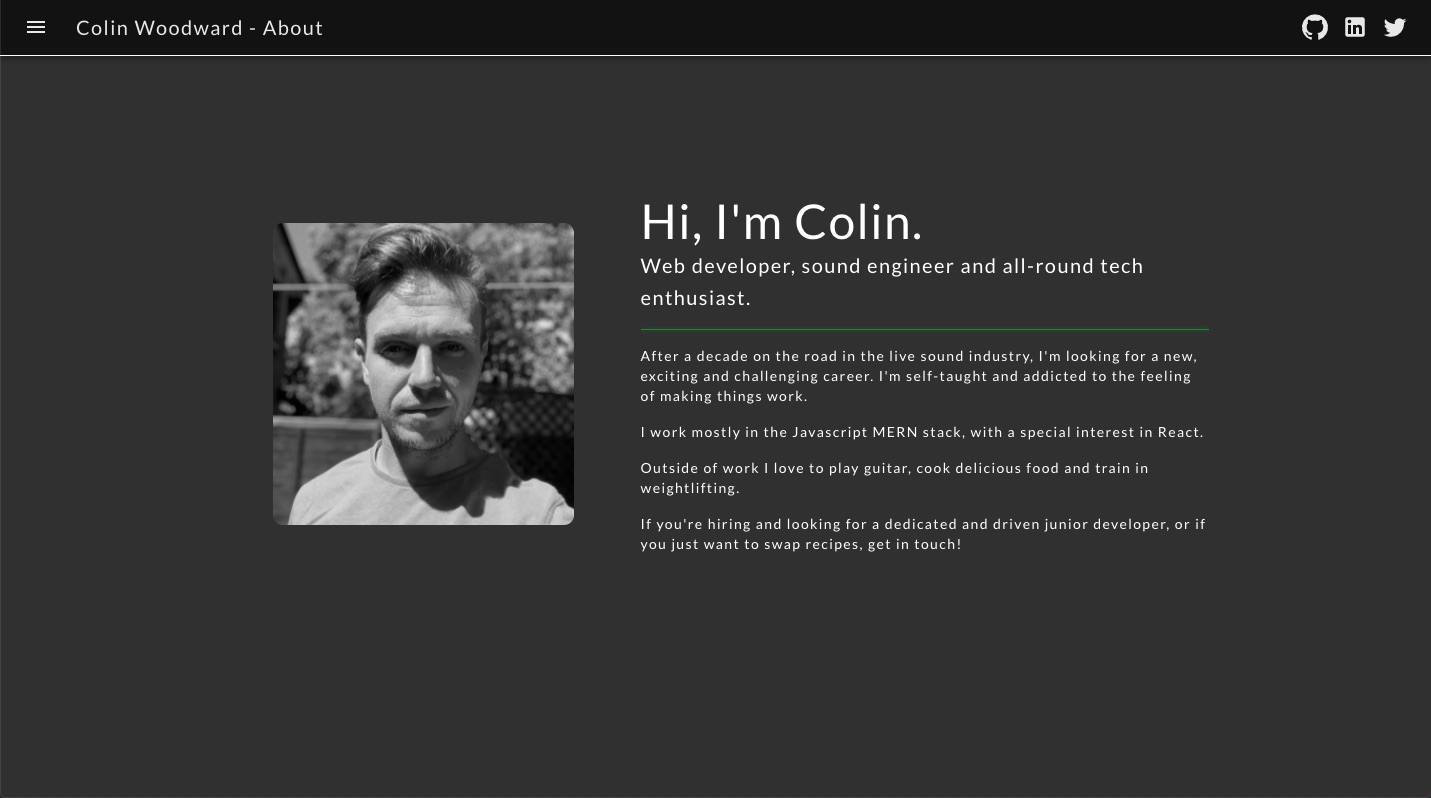 Colin Woodward - About
Hi, I'm Colin.
Web developer, sound engineer and all-round tech
enthusiast.
After a decade on the road in the live sound industry, I'm looking for a new,
exciting and challenging career. I'm self-taught and addicted to the feeling
of making things work.
I work mostly in the Javascript MERN stack, with a special interest in React.
Outside of work I love to play guitar, cook delicious food and train in
weightlifting.
If you're hiring and looking for a dedicated and driven junior developer, or if
you just want to swap recipes, get in touch!